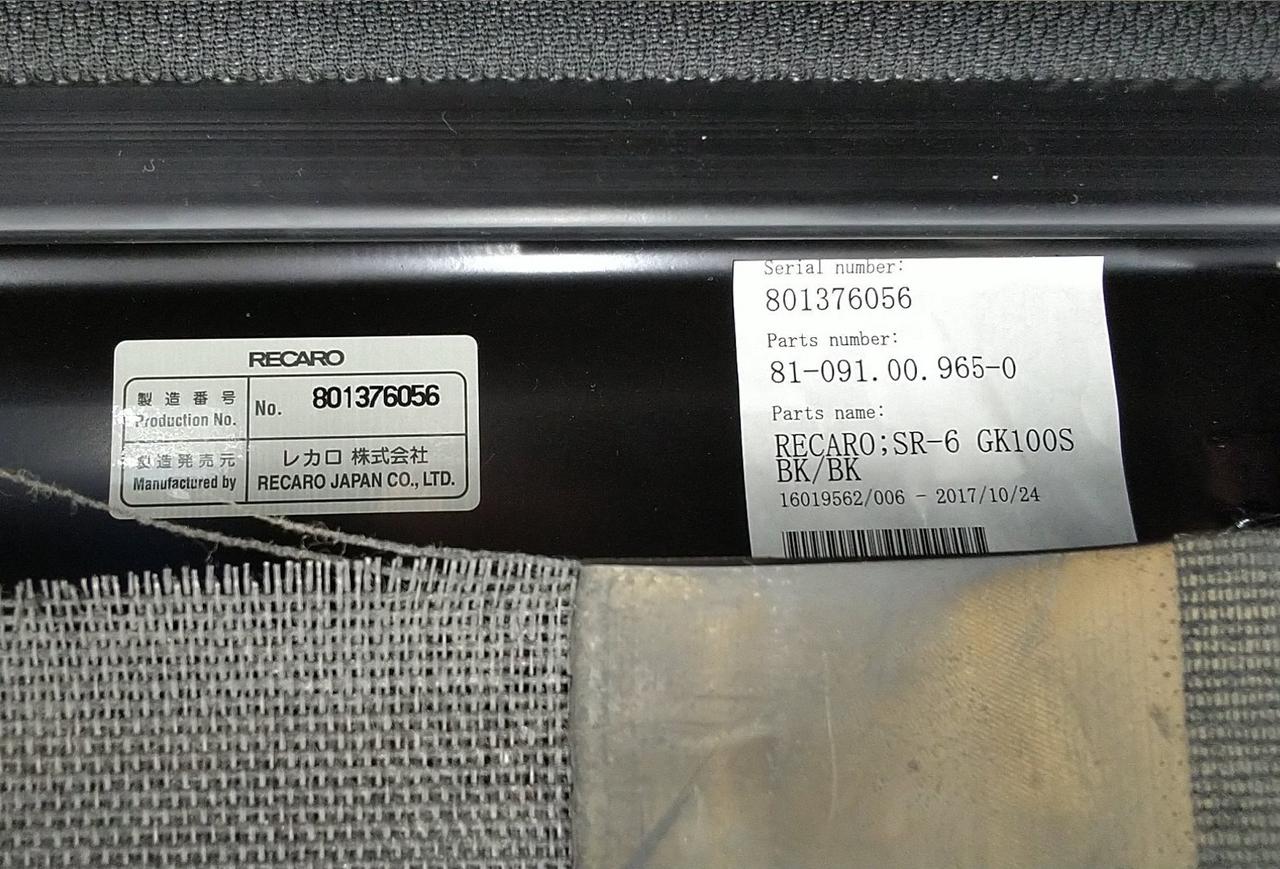 RECARO
製造番号
Production No.
No. 801376056
製造発売元
Manufactured by
レカロ 株式会社
RECARO JAPAN CO., LTD.
Serial number:
801376056
Parts number:
81-091.00.965-0
Parts name:
RECARO;SR-6 GK100S
BK/BK
16019562/006 - 2017/10/24